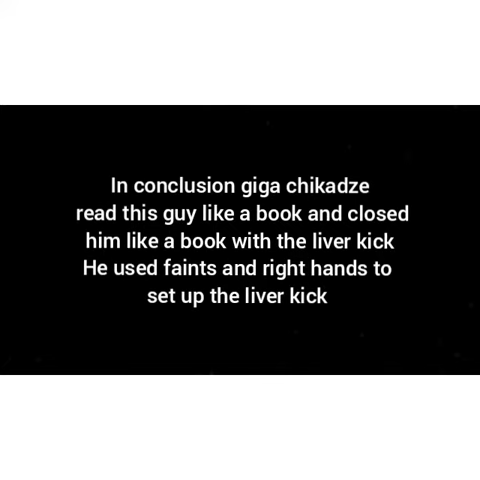 In conclusion giga chikadze
read this guy like a book and closed
him like a book with the liver kick
He used faints and right hands to
set up the liver kick